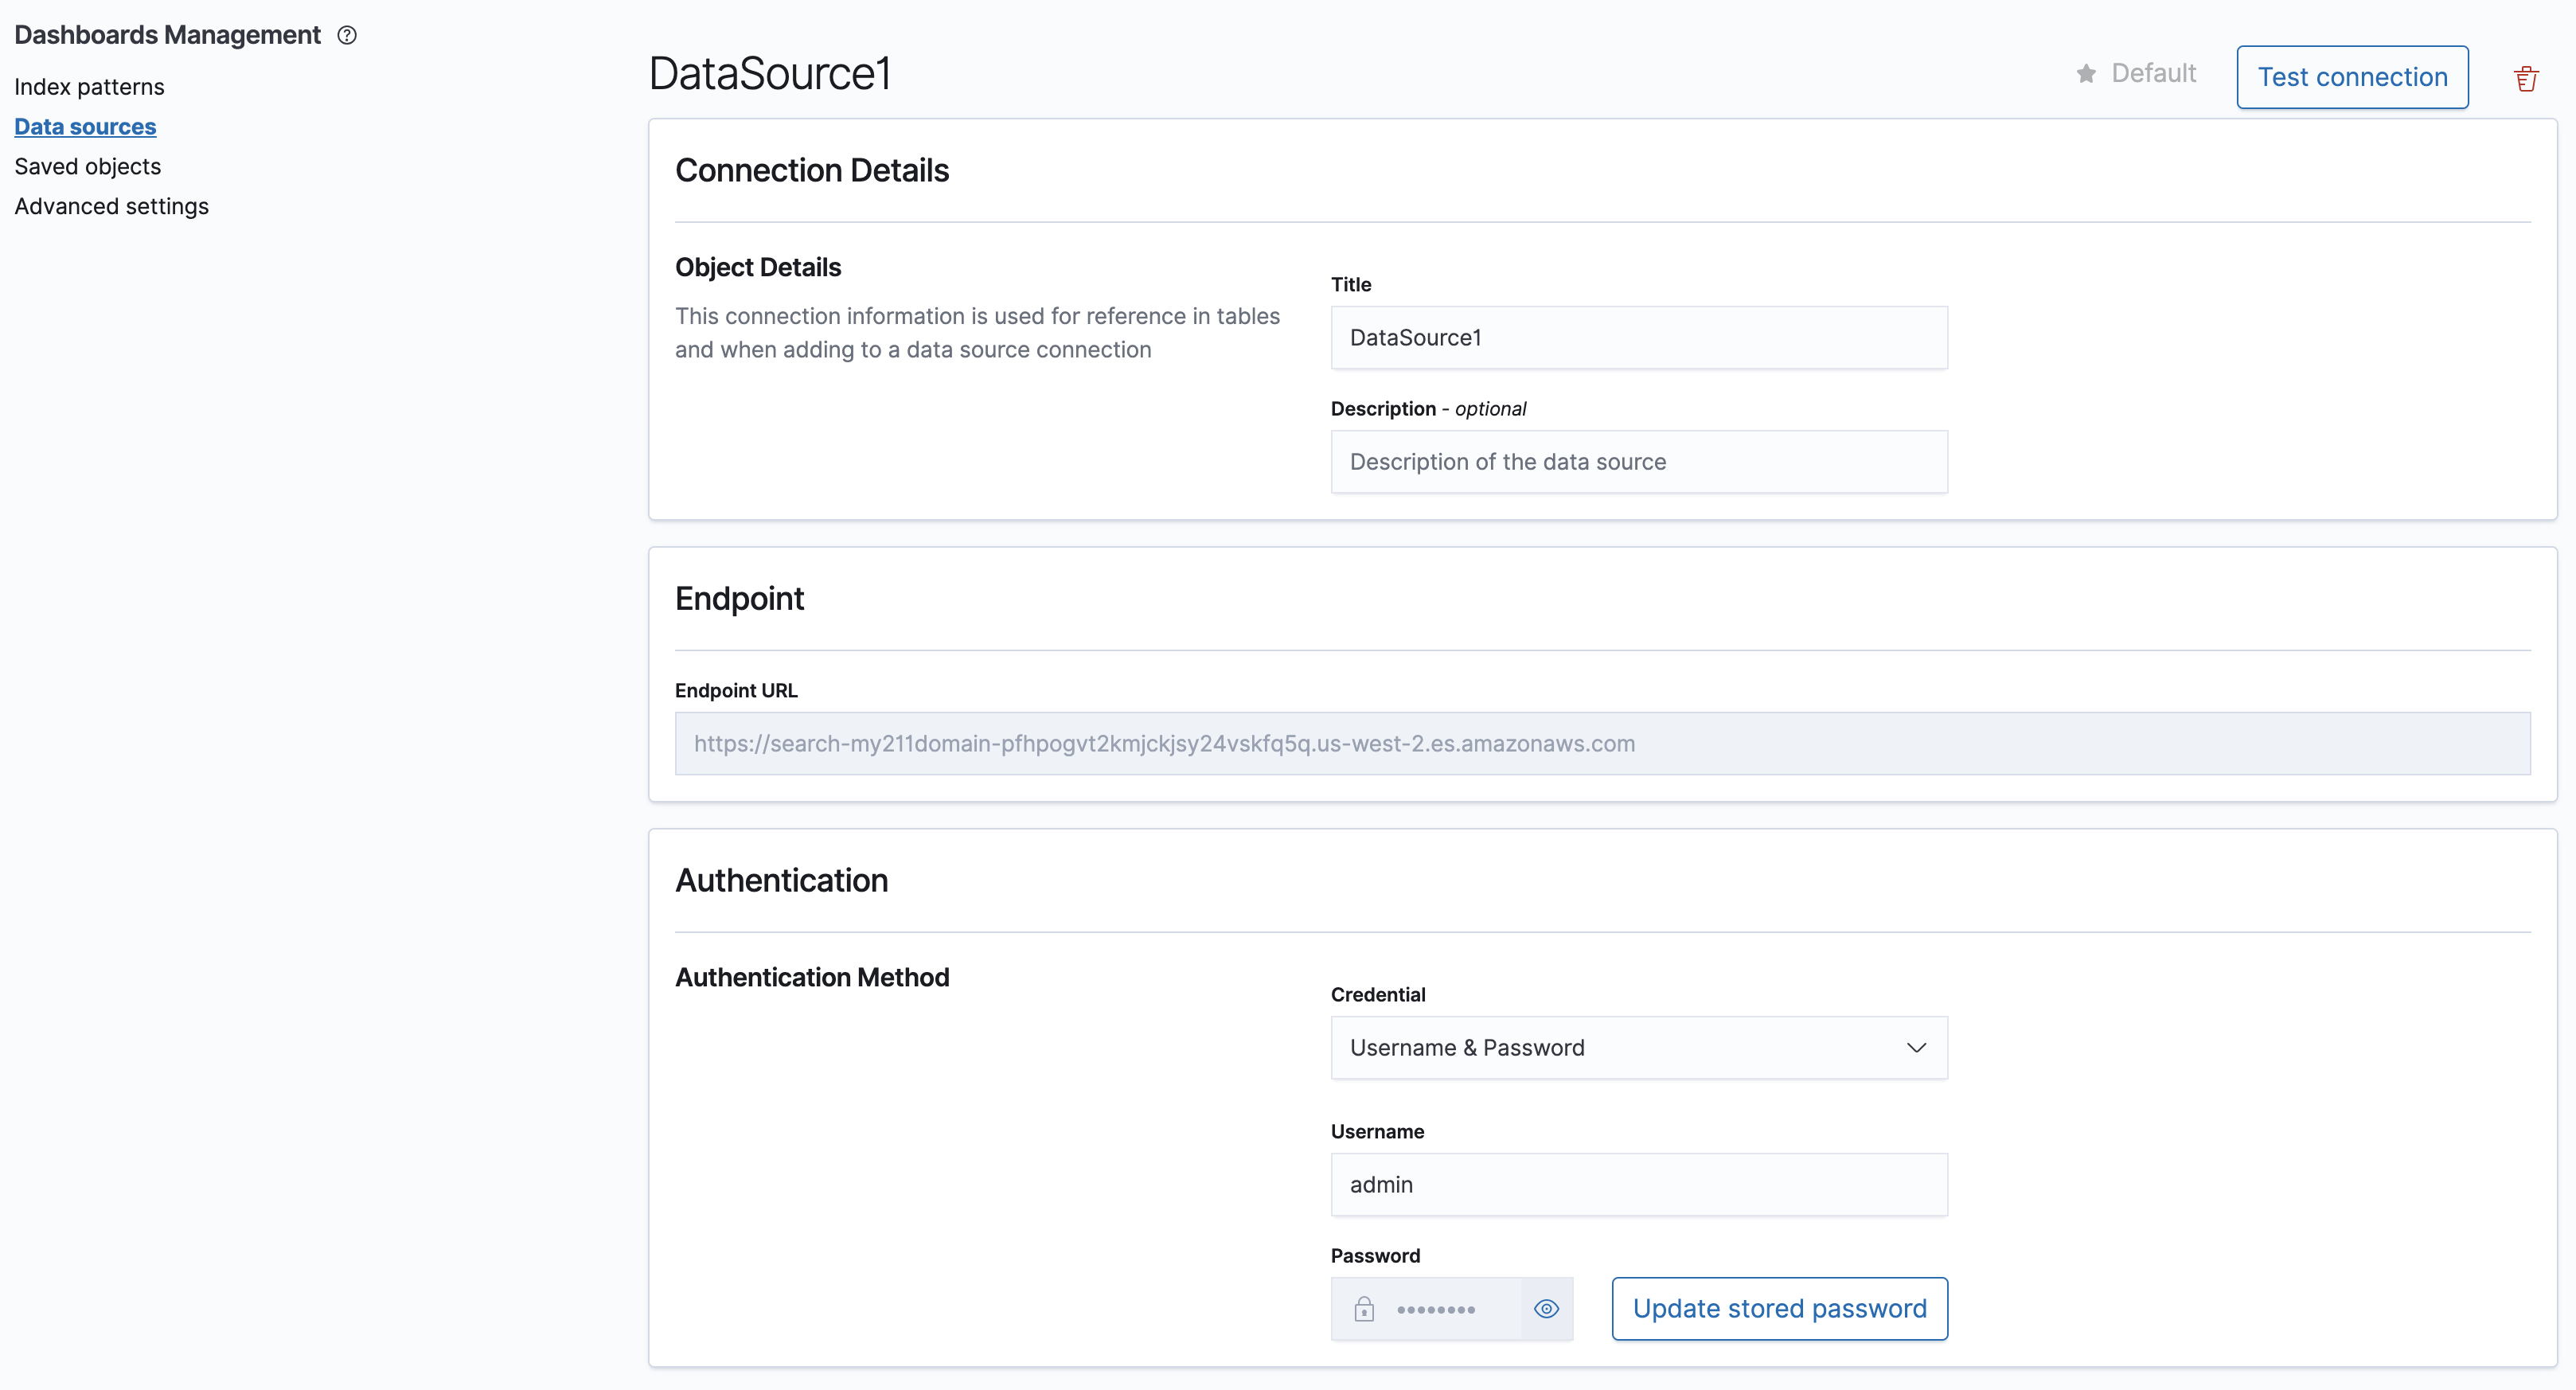 Dashboards Management
Index patterns
Data sources
Saved objects
Advanced settings
DataSource1
Default
Test connection
Connection Details
Object Details
This connection information is used for reference in tables
and when adding to a data source connection
Title
DataSource1
Description - optional
Description of the data source
Endpoint
Endpoint URL
https://search-my211domain-pfhpogvt2kmjckjsy24vskfq5q.us-west-2.es.amazonaws.com
Authentication
Authentication Method
Credential
Username & Password
Username
admin
Password
••••••••
Update stored password